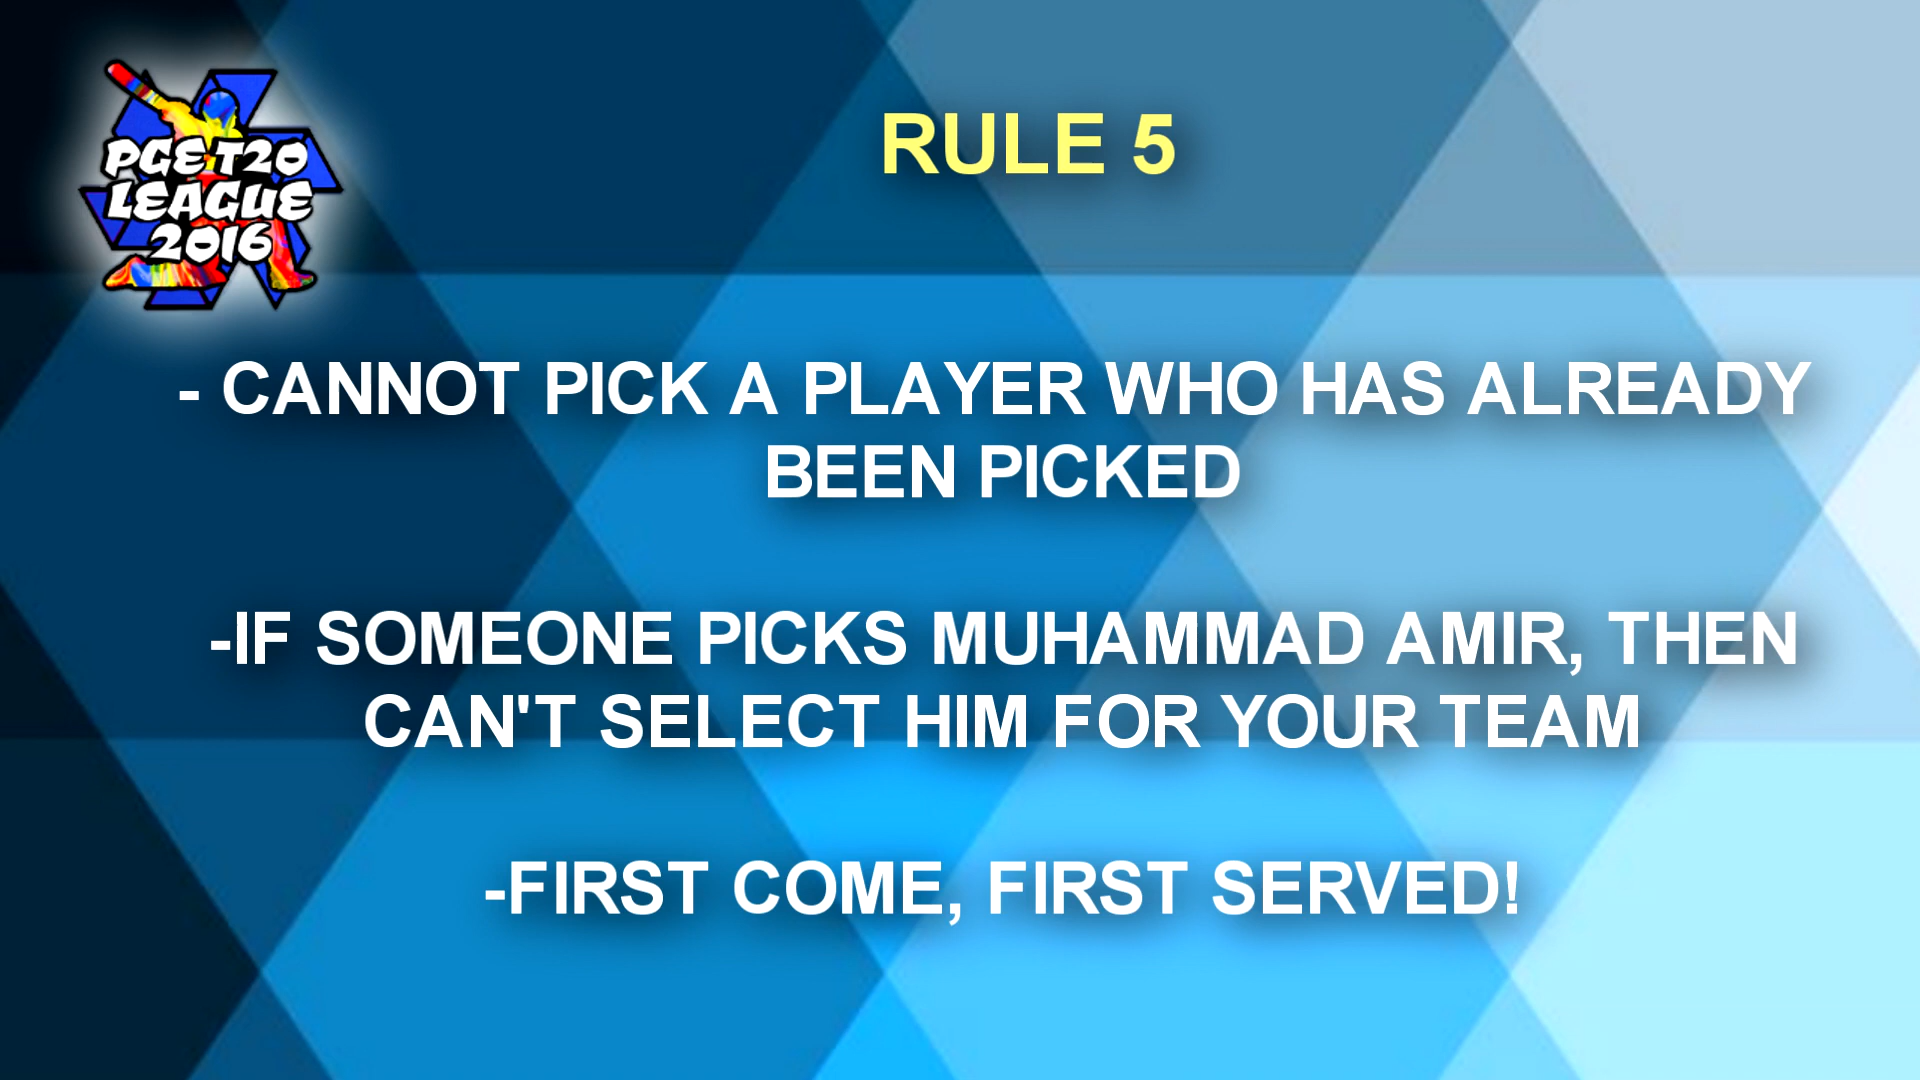 PGE T20
LEAGUE
2016
RULE 5
- CANNOT PICK A PLAYER WHO HAS ALREADY
BEEN PICKED
-IF SOMEONE PICKS MUHAMMAD AMIR, THEN
CAN'T SELECT HIM FOR YOUR TEAM
-FIRST COME, FIRST SERVED!